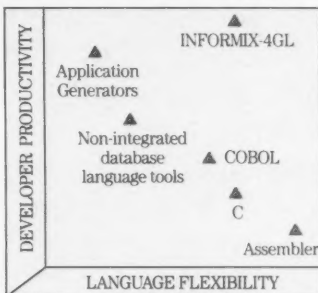 INFORMIX-4GL
Application
Generators
Non-integrated
database
language tools
COBOL
C
Assembler
DEVELOPER PRODUCTIVITY
LANGUAGE FLEXIBILITY